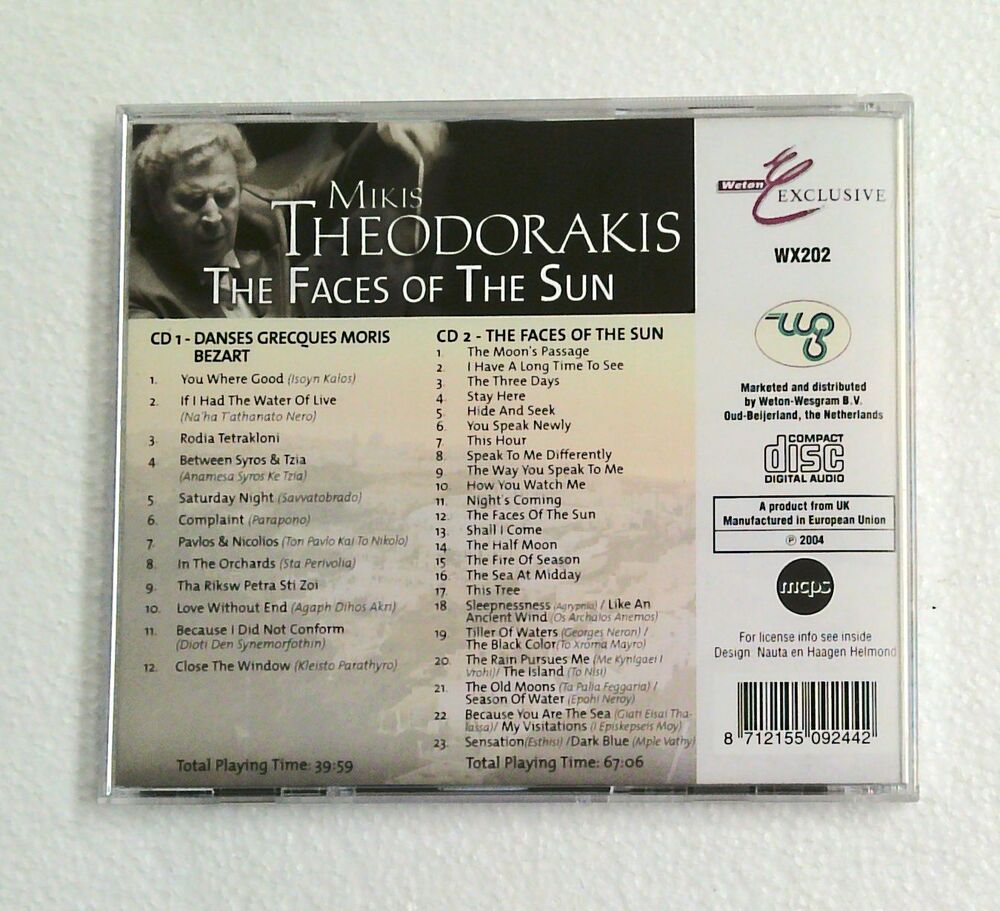 MIKIS
THEODORAKIS
THE FACES OF THE SUN
CD 1 - DANSES GRECQUES MORIS
BEZART
1. You Where Good (Isoyn Kalos)
2. If I Had The Water Of Live
(Na'ha T'athanato Nero)
3. Rodia Tetrakloni
4 Between Syros & Tzia
(Anamesa Syros Ke Tzia)
5. Saturday Night (Savvatobrado)
6. Complaint (Parapono)
7. Pavlos & Nicolios (Ton Pavlo Kai To Nikolo)
8. In The Orchards (Sta Perivolia)
9. Tha Riksw Petra Sti Zoi
10. Love Without End (Agaph Dihos Akri)
11. Because I Did Not Conform
(Dioti Den Synemorfothin)
12. Close The Window (Kleisto Parathyro)
Total Playing Time: 39:59
CD 2 - THE FACES OF THE SUN
1. The Moon's Passage
2. I Have A Long Time To See
3. The Three Days
4. Stay Here
5. Hide And Seek
6. You Speak Newly
7. This Hour
8. Speak To Me Differently
9 The Way You Speak To Me
10. How You Watch Me
11. Night's Coming
12. The Faces Of The Sun
13. Shall I Come
14 The Half Moon
15 The Fire Of Season
16. The Sea At Midday
17. This Tree
18 Sleepnesness (Agrypnia) / Like An
Ancient Wind (Os Archaios Anemos)
19. Tiller Of Waters (Georges Neron) /
The Black Color(To Xroma Mayro)
20. The Rain Pursues Me (Me Kynigaei I
Vrohi)/ The Island (To Nisi)
21. The Old Moons (Ta Palia Feggaria) /
Season Of Water (Epohi Neroy)
22 Because You Are The Sea (Giati Eisai Tha-
lassa)/ My Visitations (I Episkepseis Moy)
23. Sensation(Esthisi) /Dark Blue (Mple Vathy)
Total Playing Time: 67:06
Weton
EXCLUSIVE
WX202
wg
Marketed and distributed
by Weton-Wesgram B.V.
Oud-Beijerland, the Netherlands
COMPACT
disc
DIGITAL AUDIO
A product from UK
Manufactured in European Union
℗ 2004
mcps
For license info see inside
Design: Nauta en Haagen Helmond
8 712155 092442